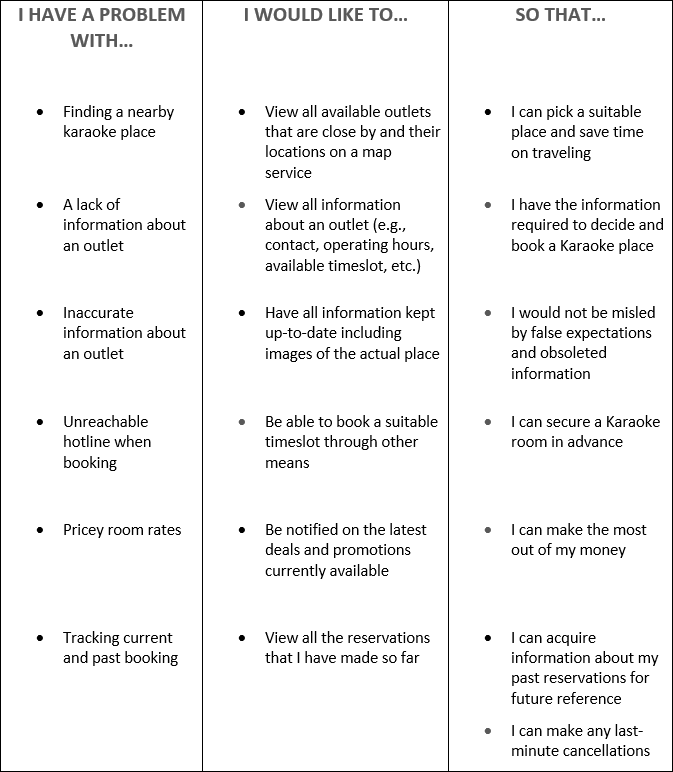 I HAVE A PROBLEM
WITH...
I WOULD LIKE TO...
SO THAT...
• Finding a nearby
karaoke place
• View all available outlets
that are close by and their
locations on a map
service
• I can pick a suitable
place and save time
on traveling
• A lack of
information about
an outlet
• View all information
about an outlet (e.g.,
contact, operating hours,
available timeslot, etc.)
• I have the information
required to decide and
book a Karaoke place
• Inaccurate
information about
an outlet
• Have all information kept
up-to-date including
images of the actual place
• I would not be misled
by false expectations
and obsoleted
information
• Unreachable
hotline when
booking
• Be able to book a suitable
timeslot through other
means
• I can secure a Karaoke
room in advance
• Pricey room rates
• Be notified on the latest
deals and promotions
currently available
• I can make the most
out of my money
• Tracking current
and past booking
• View all the reservations
that I have made so far
• I can acquire
information about my
past reservations for
future reference
• I can make any last-
minute cancellations